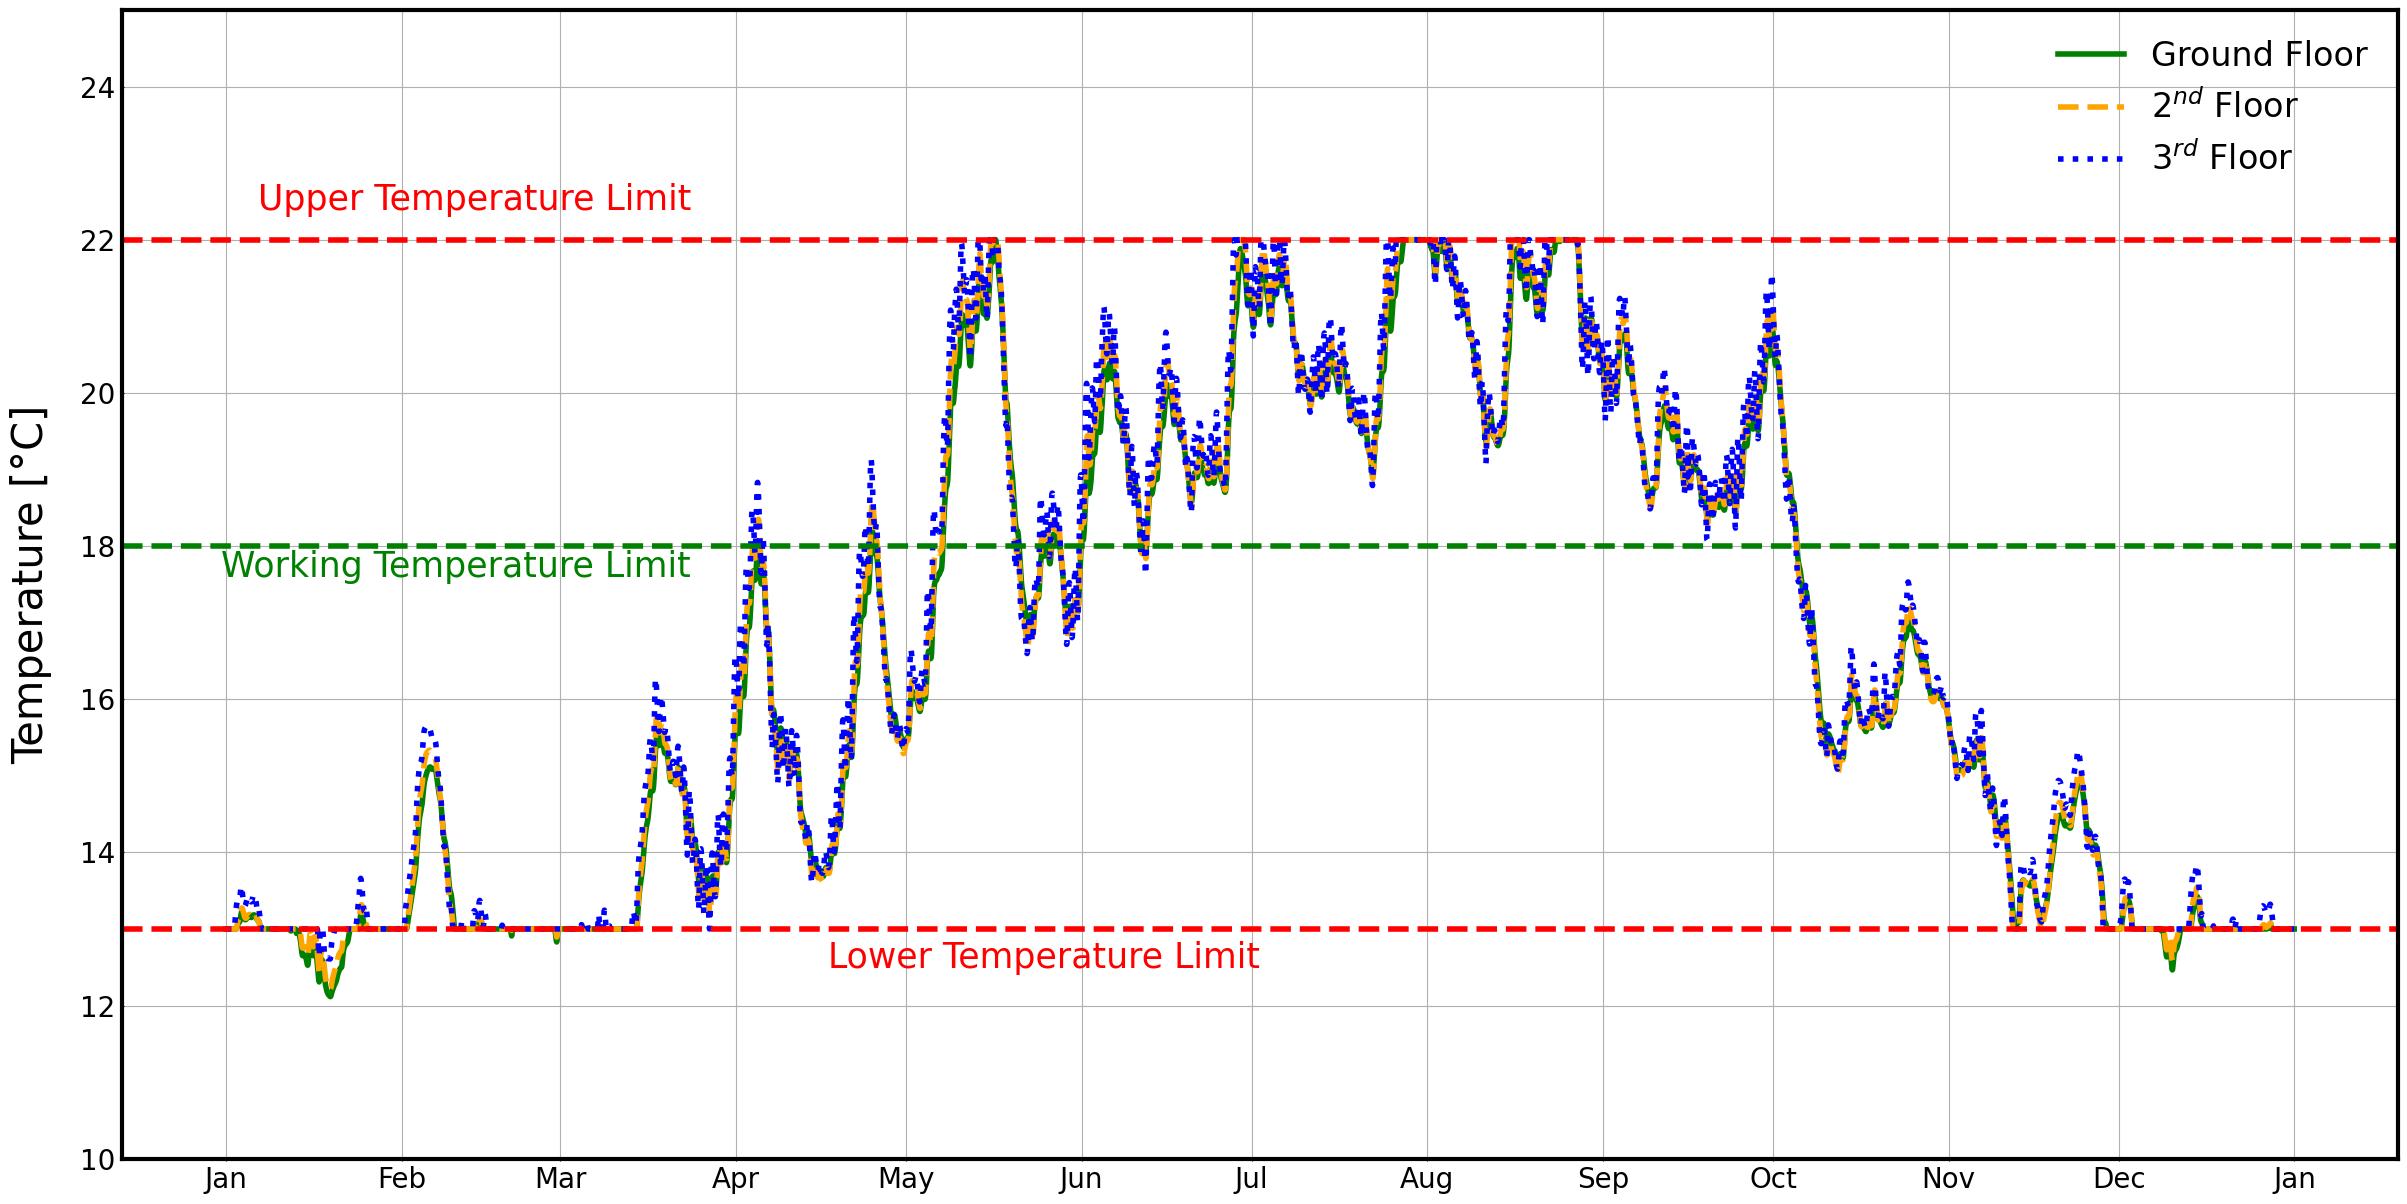 Temperature [°C]
24
22
20
18
16
14
12
10
Ground Floor
2nd Floor
3rd Floor
Upper Temperature Limit
Working Temperature Limit
Lower Temperature Limit
Jan Feb Mar Apr May Jun Jul Aug Sep Oct Nov Dec Jan